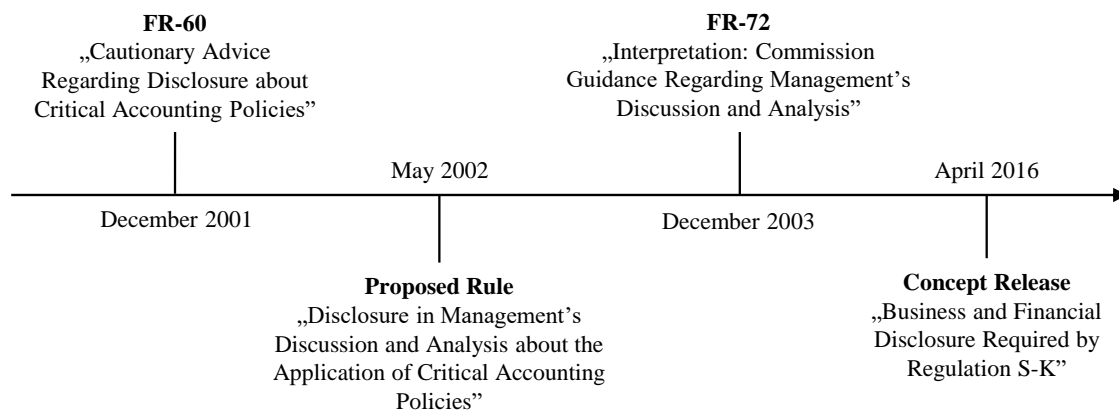 FR-60
„Cautionary Advice
Regarding Disclosure about
Critical Accounting Policies”
FR-72
„Interpretation: Commission
Guidance Regarding Management’s
Discussion and Analysis”
May 2002
April 2016
December 2001
December 2003
Proposed Rule
„Disclosure in Management’s
Discussion and Analysis about the
Application of Critical Accounting
Policies”
Concept Release
„Business and Financial
Disclosure Required by
Regulation S-K”